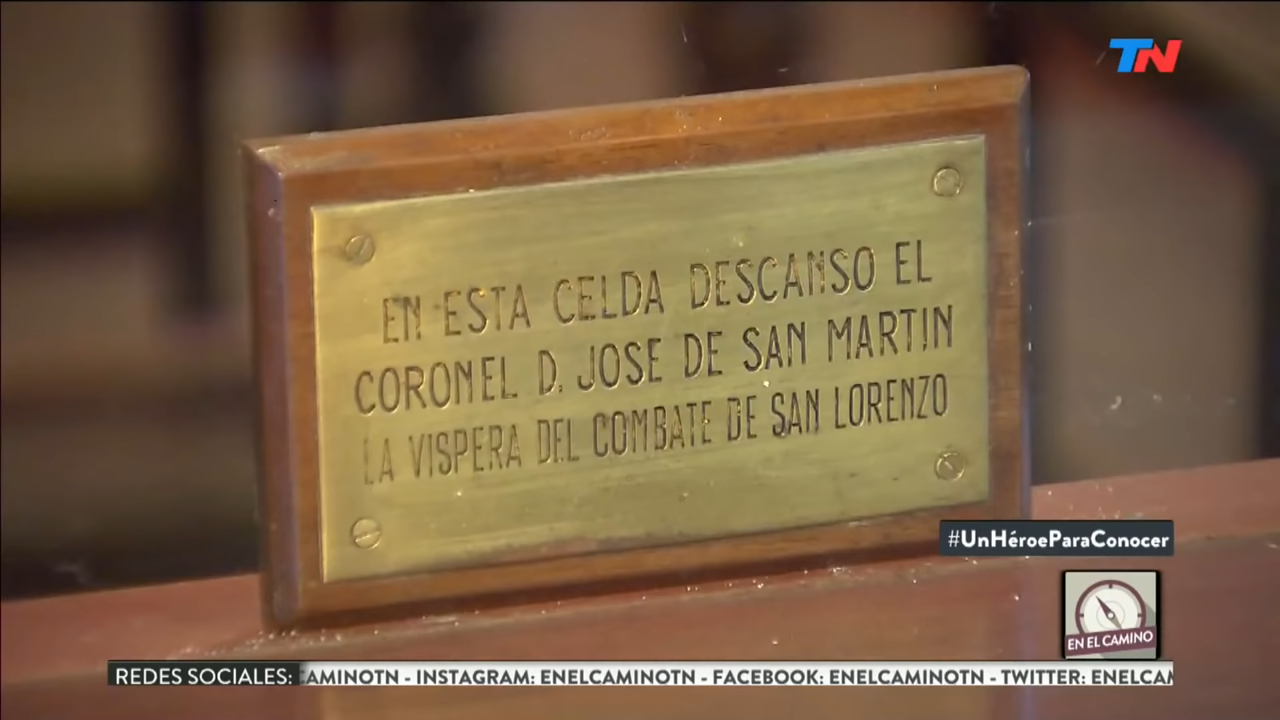 TN
EN ESTA CELDA DESCANSO EL
CORONEL D. JOSE DE SAN MARTIN
LA VISPERA DEL COMBATE DE SAN LORENZO
#UnHéroeParaConocer
EN EL CAMINO
REDES SOCIALES: CAMINOTN - INSTAGRAM: ENELCAMINOTN - FACEBOOK: ENELCAMINOTN - TWITTER: ENELCAM